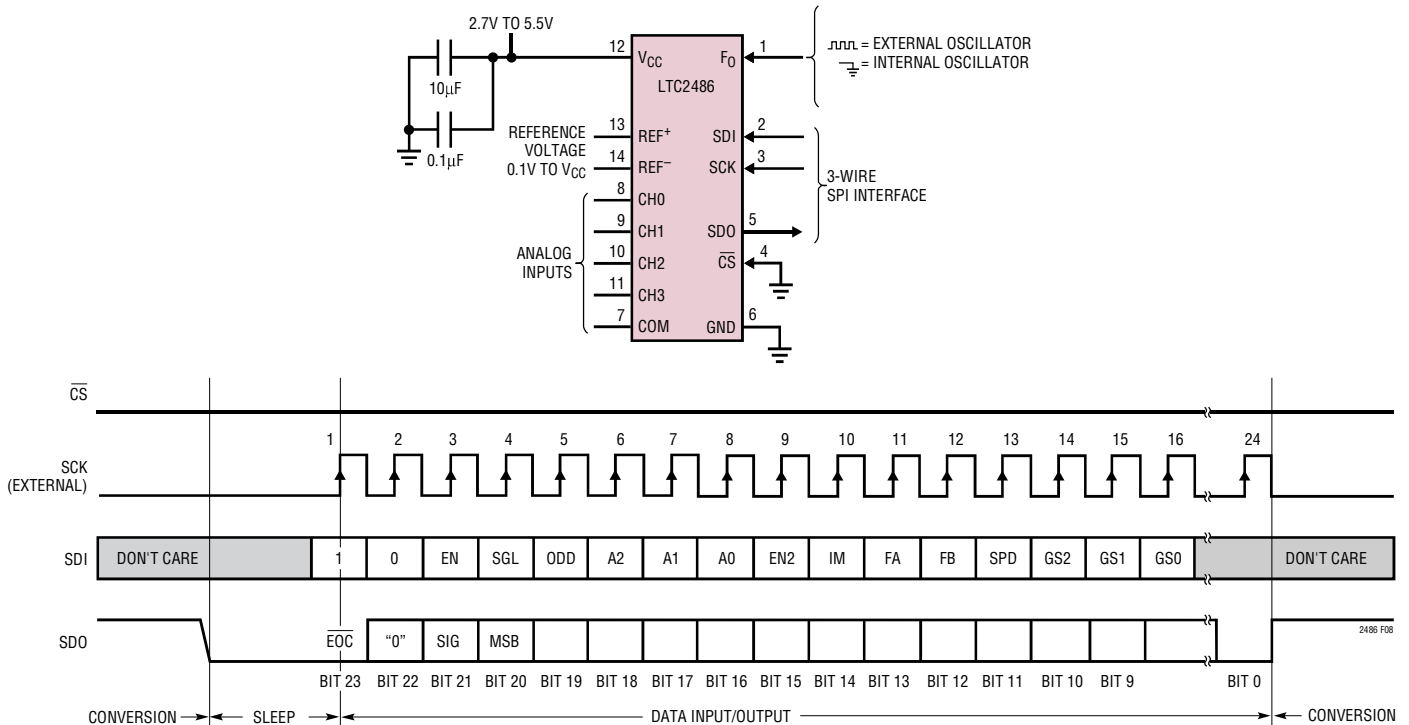 2.7V TO 5.5V
10µF
0.1µF
12
VCC
FO
1
LTC2486
= EXTERNAL OSCILLATOR
= INTERNAL OSCILLATOR
REFERENCE
VOLTAGE
0.1V TO VCC
13
REF+
14
REF–
SDI
2
SCK
3
3-WIRE
SPI INTERFACE
ANALOG
INPUTS
8
CH0
9
CH1
10
CH2
11
CH3
7
COM
SDO
5
CS
4
GND
6
CS
SCK
(EXTERNAL)
1 2 3 4 5 6 7 8 9 10 11 12 13 14 15 16 24
SDI
DON'T CARE 1 0 EN SGL ODD A2 A1 A0 EN2 IM FA FB SPD GS2 GS1 GS0 DON'T CARE
SDO
EOC "0" SIG MSB
2486 F08
BIT 23 BIT 22 BIT 21 BIT 20 BIT 19 BIT 18 BIT 17 BIT 16 BIT 15 BIT 14 BIT 13 BIT 12 BIT 11 BIT 10 BIT 9 BIT 0
CONVERSION SLEEP DATA INPUT/OUTPUT CONVERSION